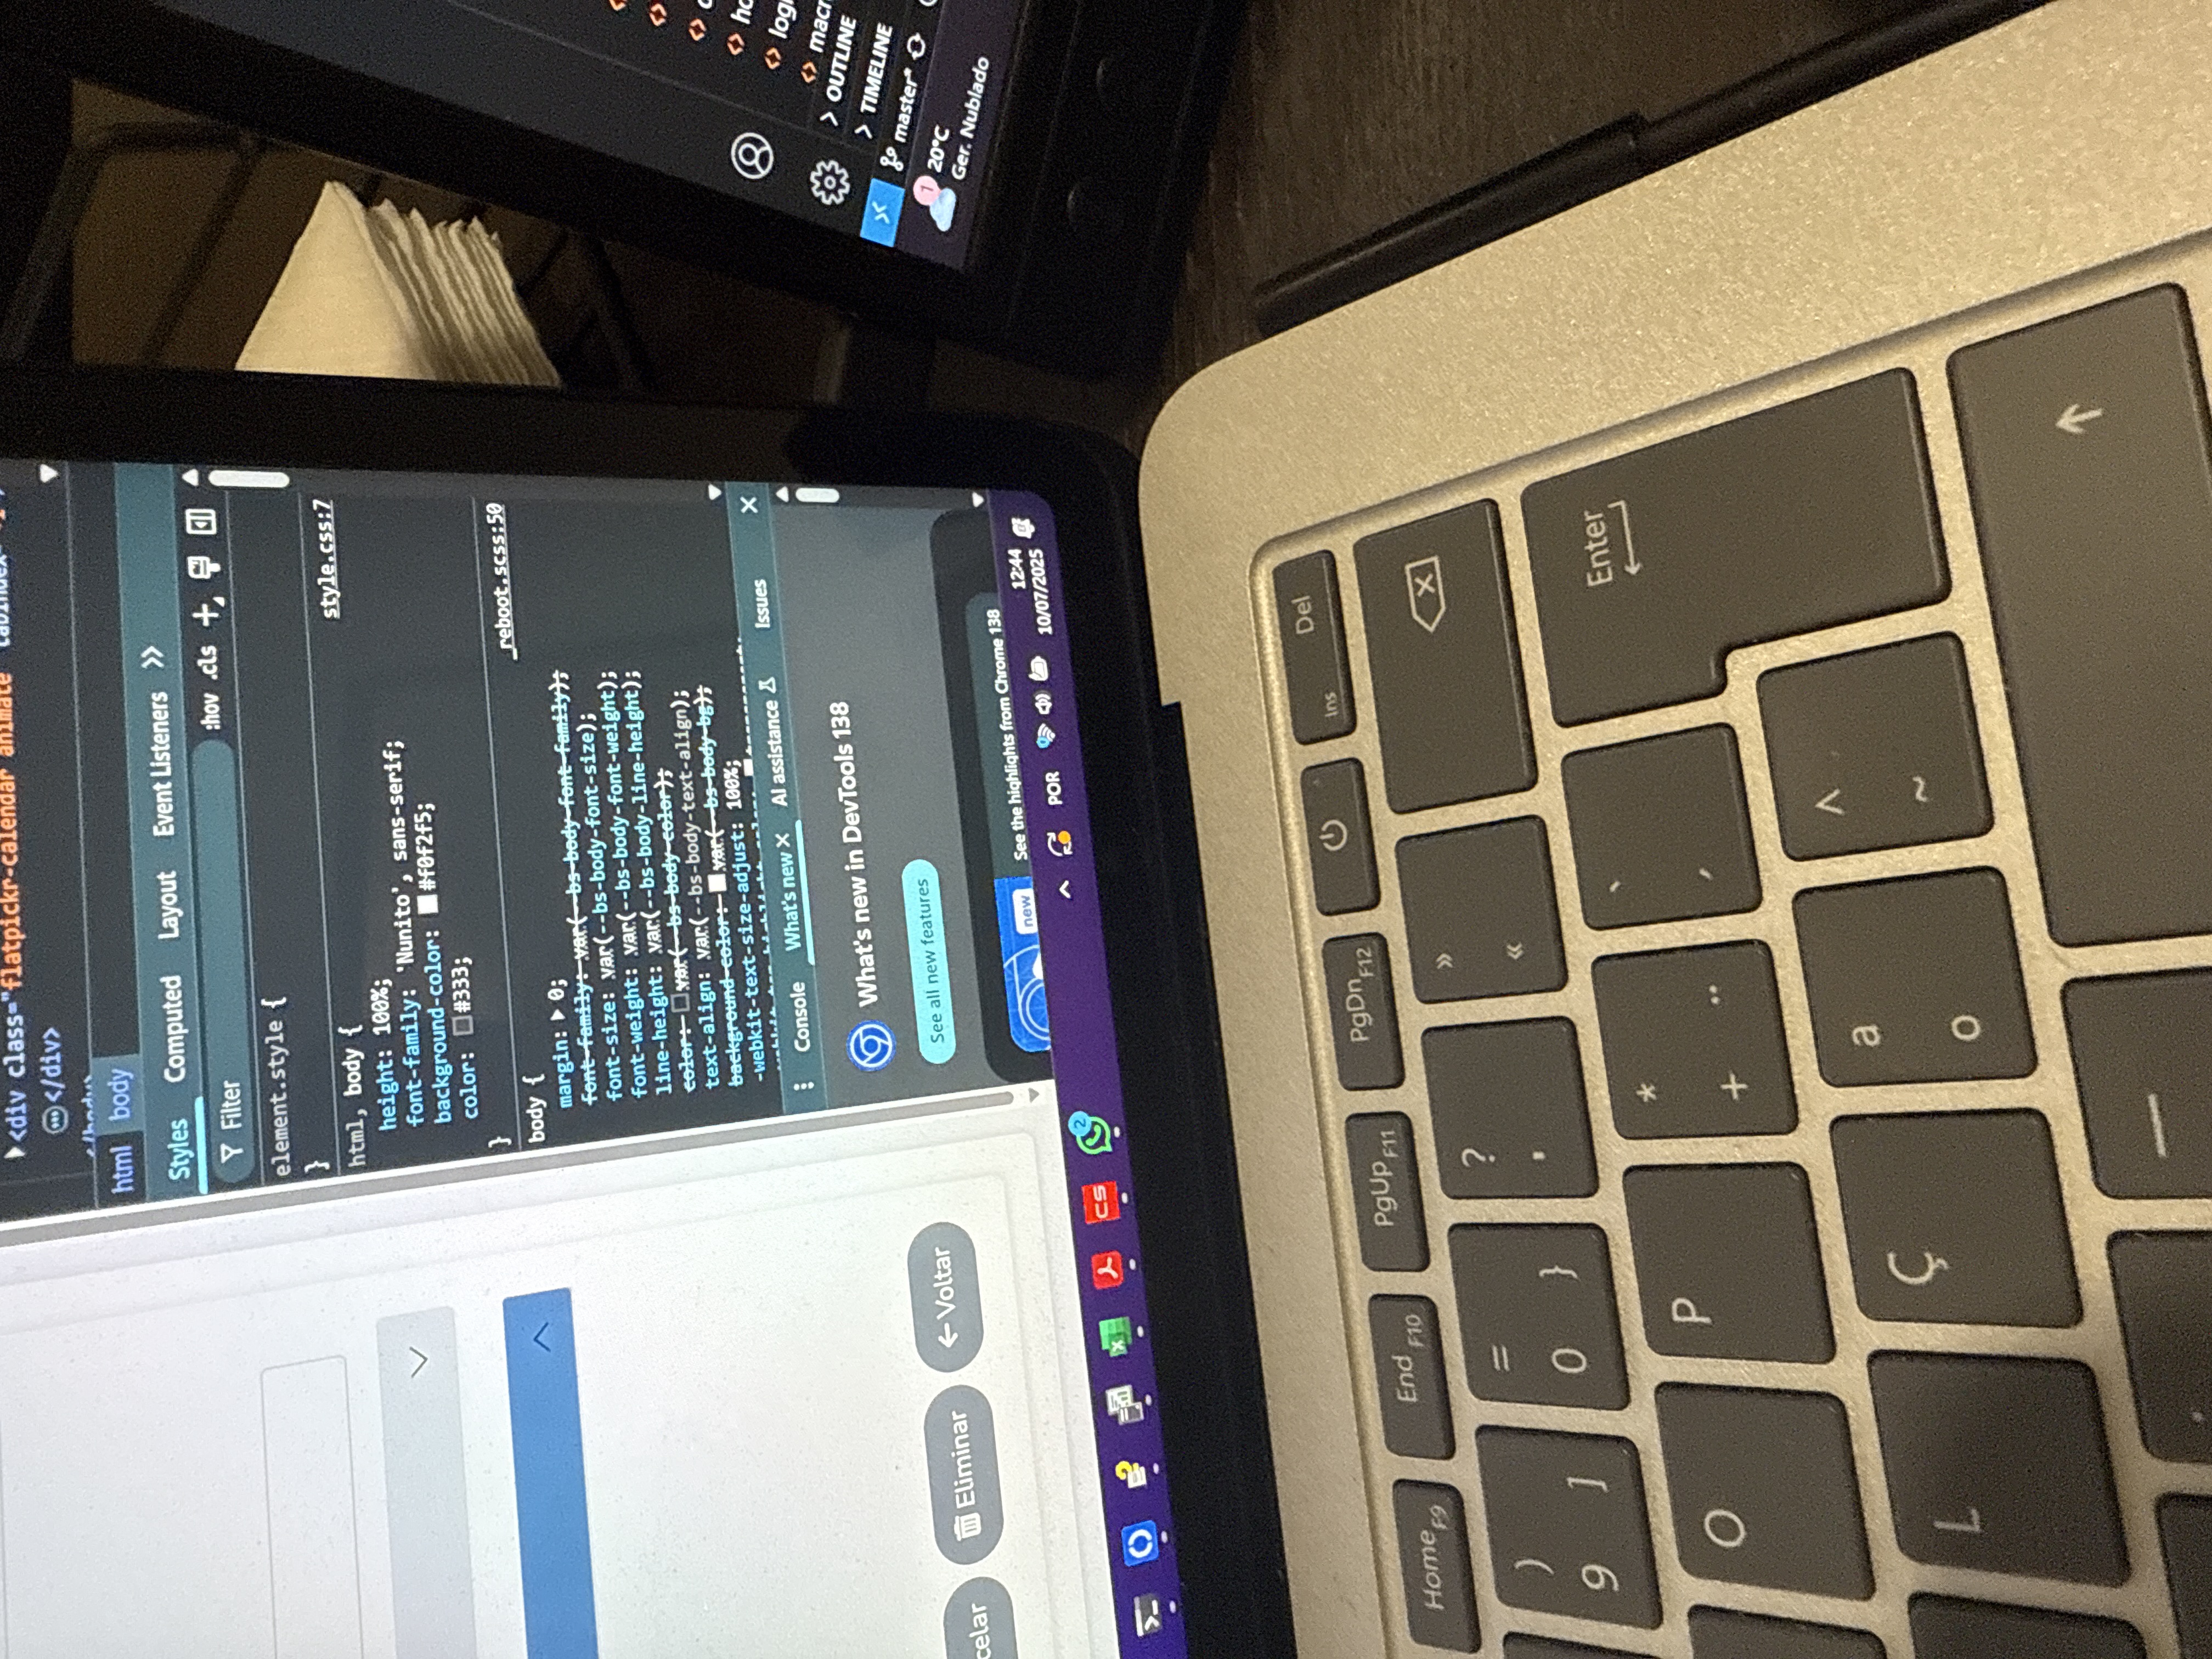 <div class="flatpickr-calendar animate
</div>
html body
Styles Computed Layout Event Listeners
Filter
:hov .cls
element.style {
}
style.css:7
html, body {
height: 100%;
font-family: 'Nunito', sans-serif;
background-color: #f0f2f5;
color: #333;
}
_reboot.scss:50
body {
margin: 0;
font-family: var(--bs-body-font-family);
font-size: var(--bs-body-font-size);
font-weight: var(--bs-body-font-weight);
line-height: var(--bs-body-line-height);
color: var(--bs-body-color);
text-align: var(--bs-body-text-align);
background-color: var(--bs-body-bg);
-webkit-text-size-adjust: 100%;
Console What's new AI assistance Issues
What's new in DevTools 138
See all new features
new
See the highlights from Chrome 138
celar
Eliminar
Voltar
CS
2
POR
12:44
10/07/2025
OUTLINE
TIMELINE
master*
1
20°C
Ger. Nublado
Home F9
End F10
PgUp F11
PgDn F12
Ins Del
) 9 ]
= 0 }
? '
» «
O
P
* + ¨
` ´
Enter
L
Ç
a o
^ ~